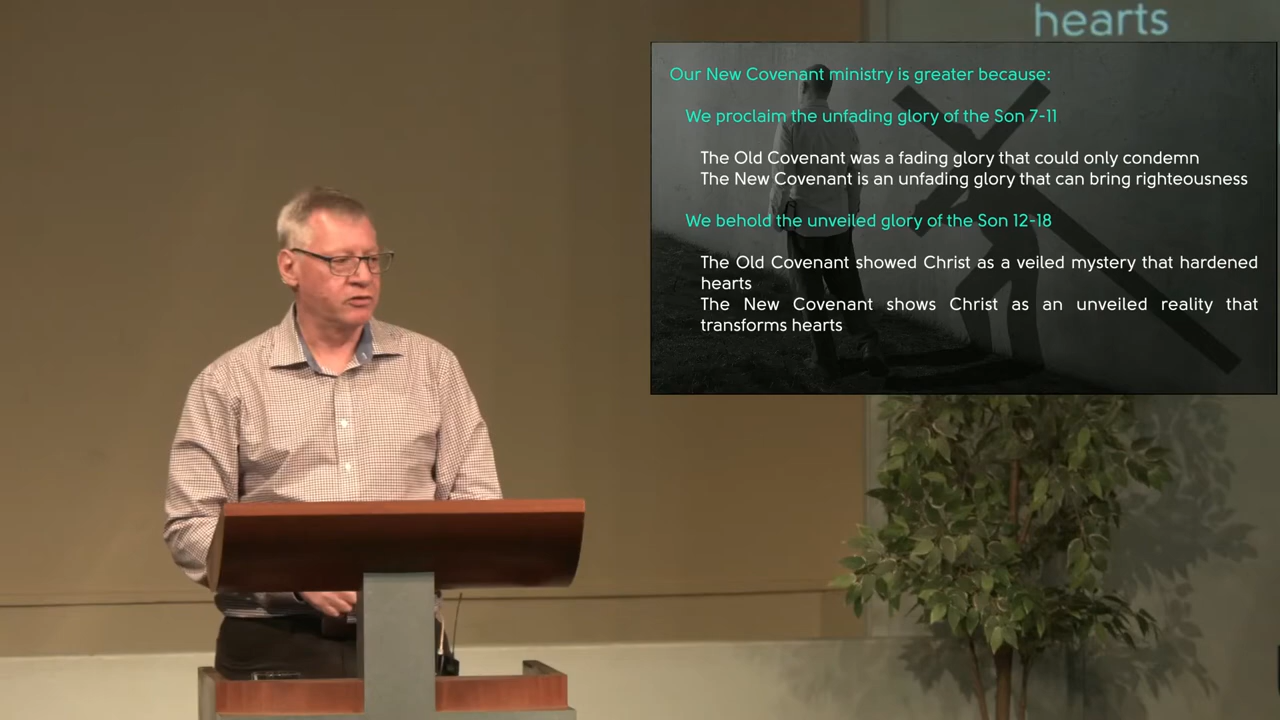 hearts
Our New Covenant ministry is greater because:
We proclaim the unfading glory of the Son 7-11
The Old Covenant was a fading glory that could only condemn
The New Covenant is an unfading glory that can bring righteousness
We behold the unveiled glory of the Son 12-18
The Old Covenant showed Christ as a veiled mystery that hardened
hearts
The New Covenant shows Christ as an unveiled reality that
transforms hearts